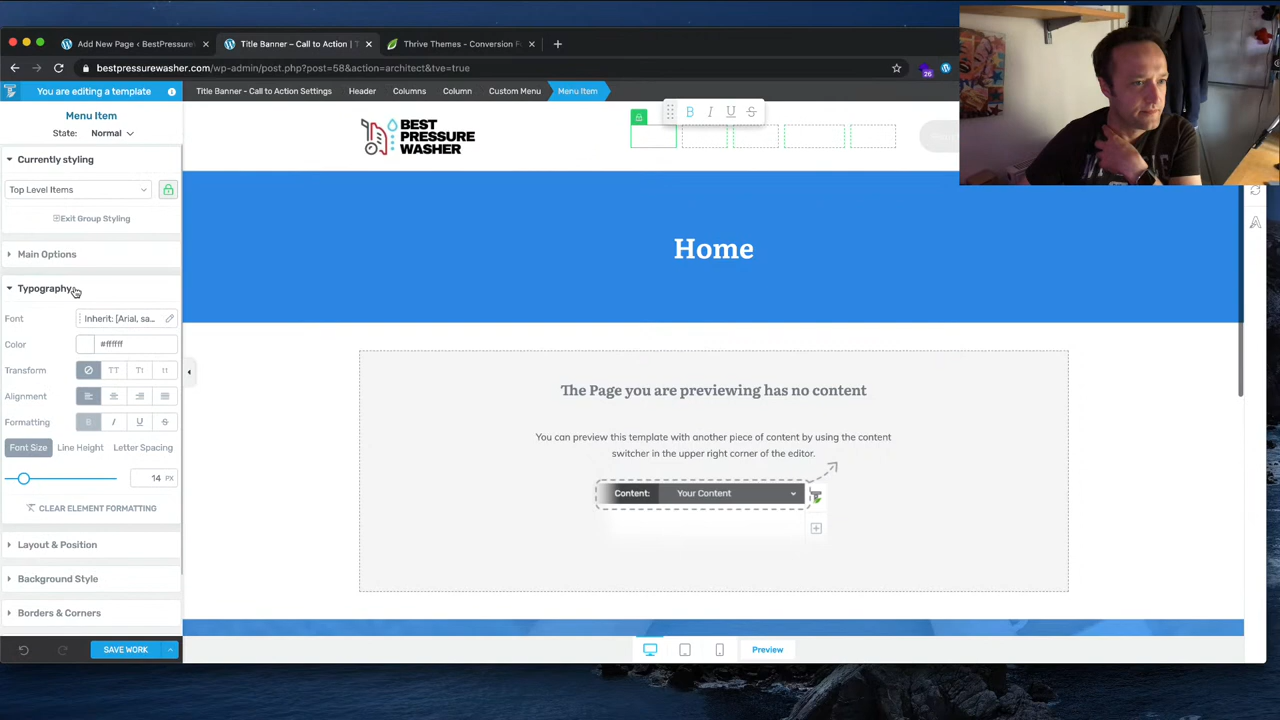 Add New Page ‹ BestPressure
Title Banner – Call to Action | T
Thrive Themes - Conversion F
bestpressurewasher.com/wp-admin/post.php?post=58&action=architect&tve=true
26
You are editing a template
Title Banner - Call to Action Settings
Header
Columns
Column
Custom Menu
Menu Item
Menu Item
State: Normal
Currently styling
Top Level Items
Exit Group Styling
Main Options
Typography
Font
Inherit: [Arial, sa...
Color
#ffffff
Transform
TT
Tt
tt
Alignment
Formatting
B I U S
Font Size
Line Height
Letter Spacing
14 PX
CLEAR ELEMENT FORMATTING
Layout & Position
Background Style
Borders & Corners
SAVE WORK
BEST
PRESSURE
WASHER
B I U S
Home
The Page you are previewing has no content
You can preview this template with another piece of content by using the content
switcher in the upper right corner of the editor.
Content:
Your Content
Preview